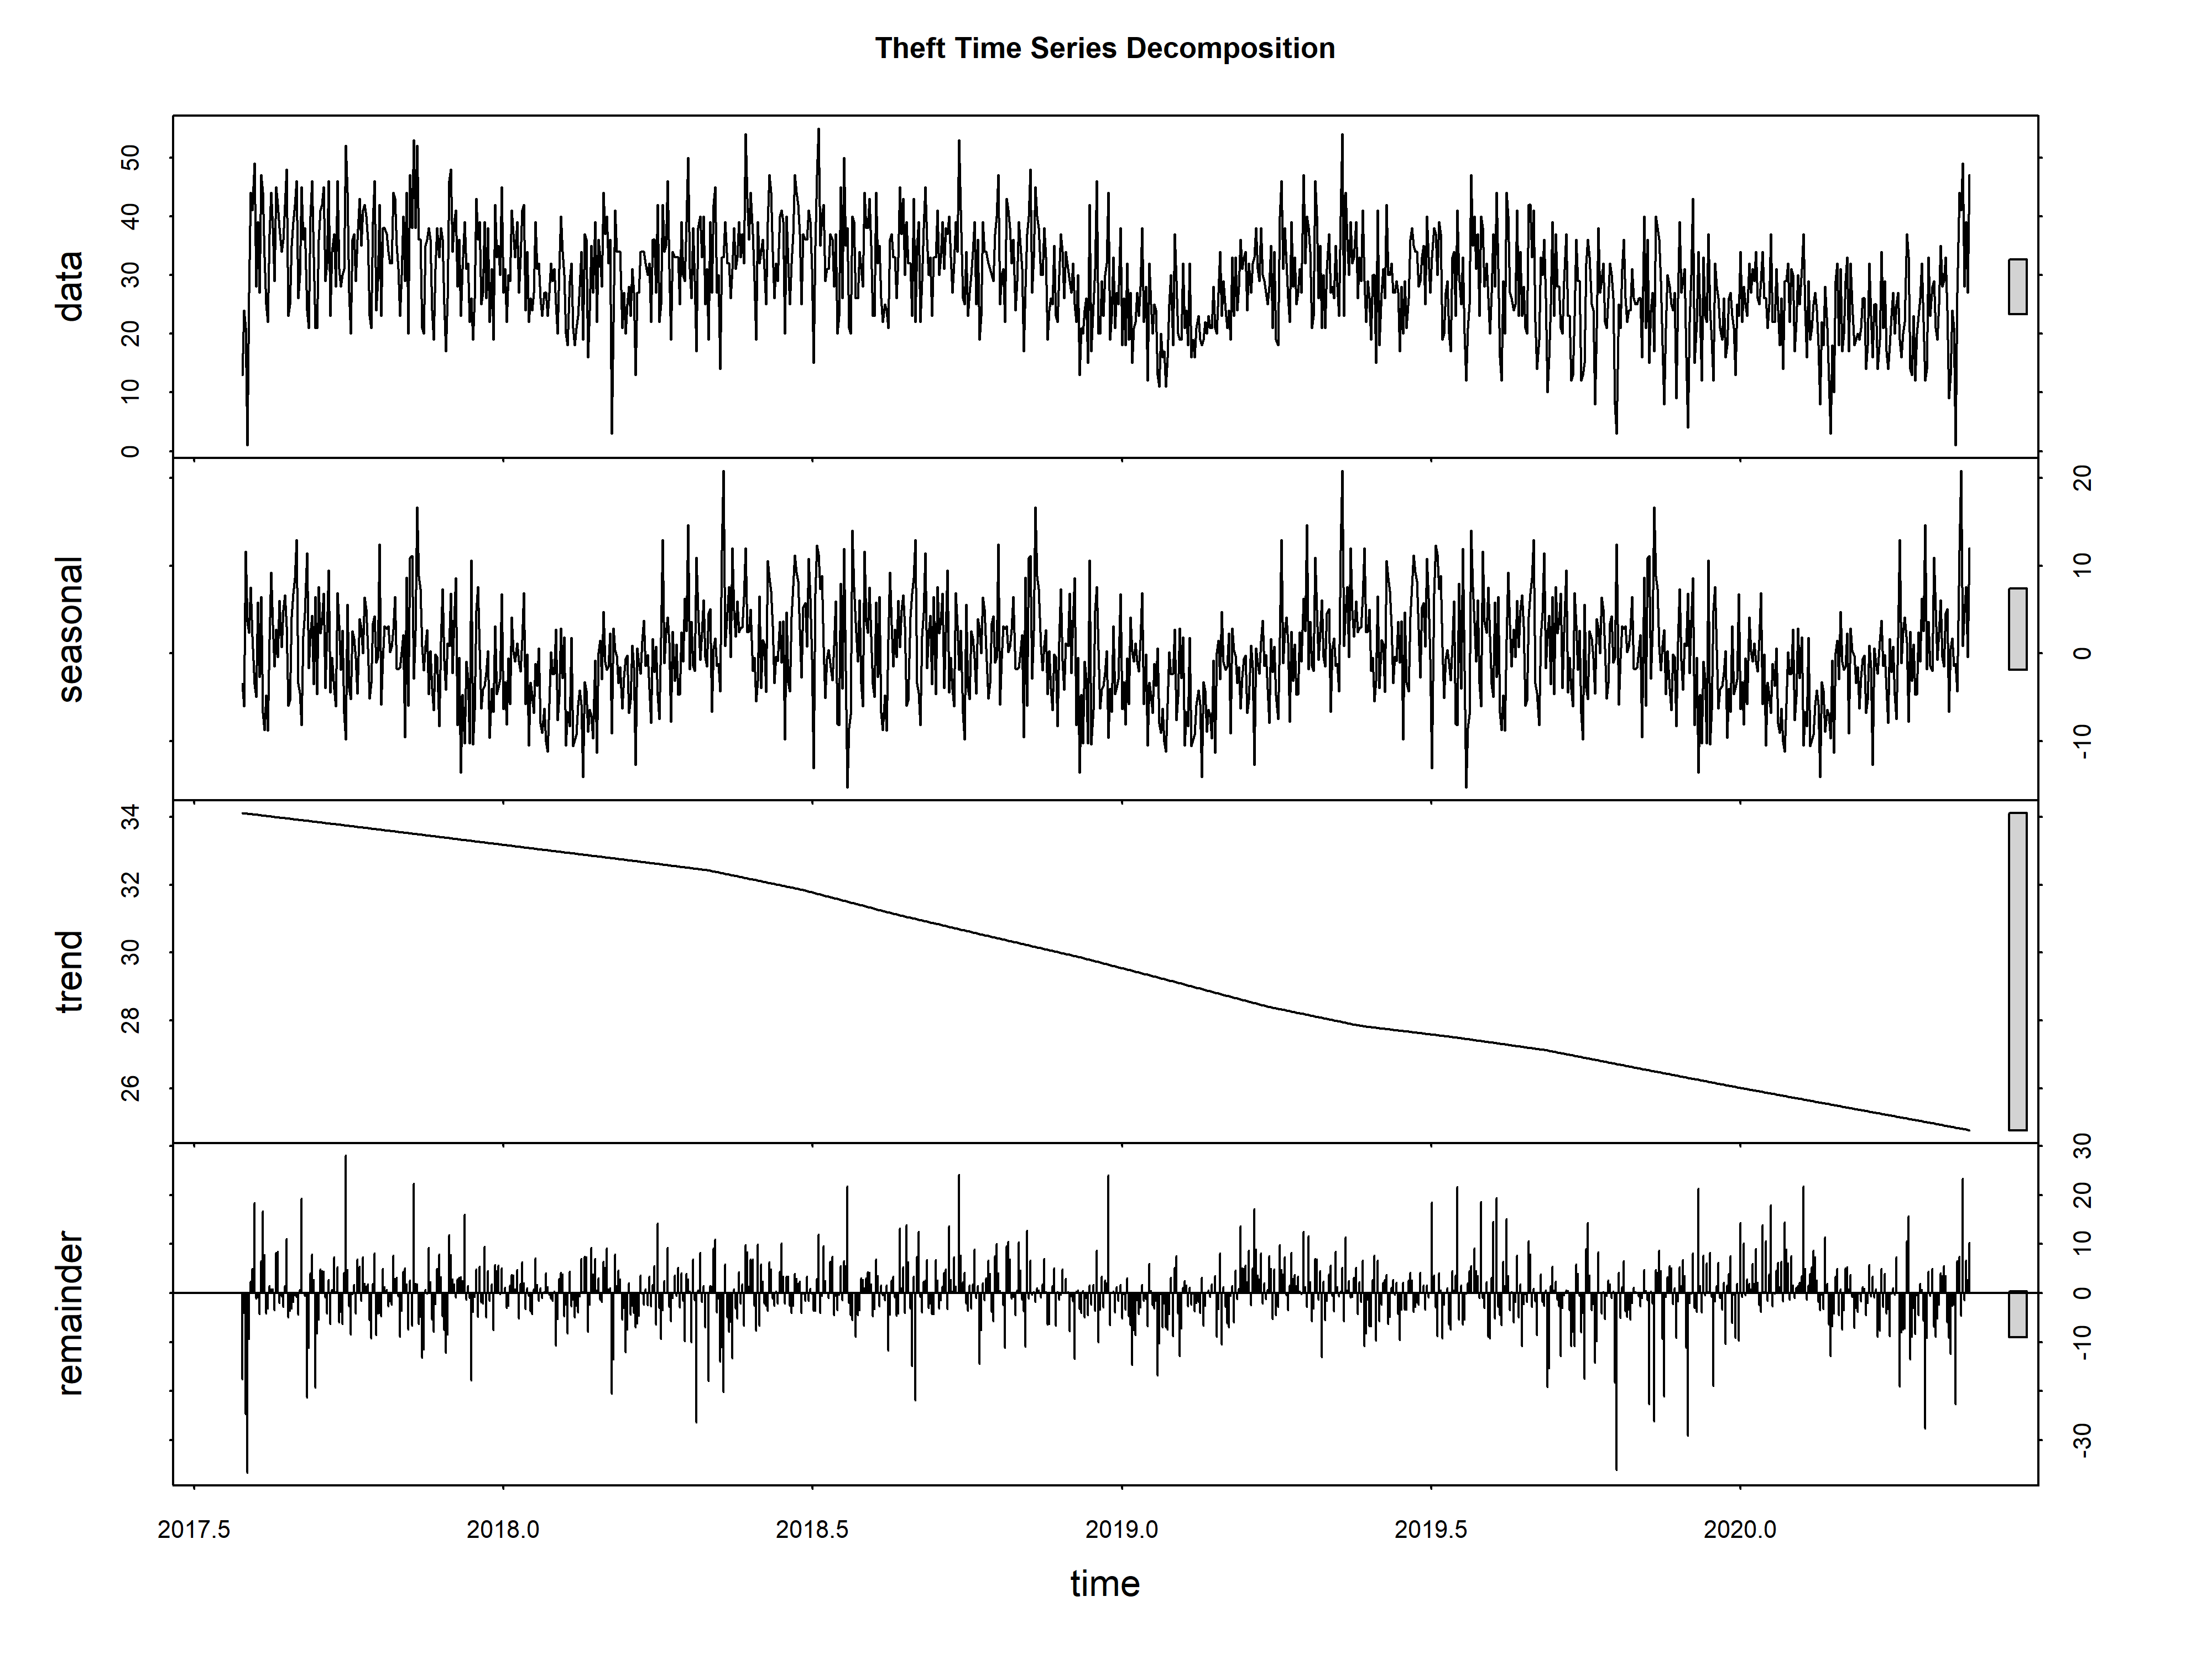 Theft Time Series Decomposition
data
0 10 20 30 40 50
seasonal
-10 0 10 20
trend
26 28 30 32 34
remainder
-30 -10 0 10 20 30
2017.5 2018.0 2018.5 2019.0 2019.5 2020.0
time